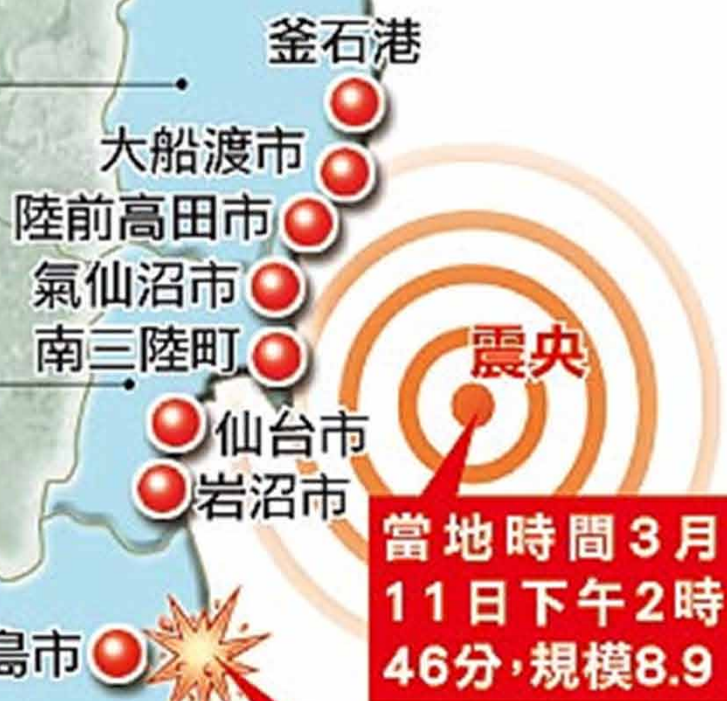 釜石港
大船渡市
陸前高田市
氣仙沼市
南三陸町
震央
仙台市
岩沼市
當地時間3月
11日下午2時
46分，規模8.9
島市